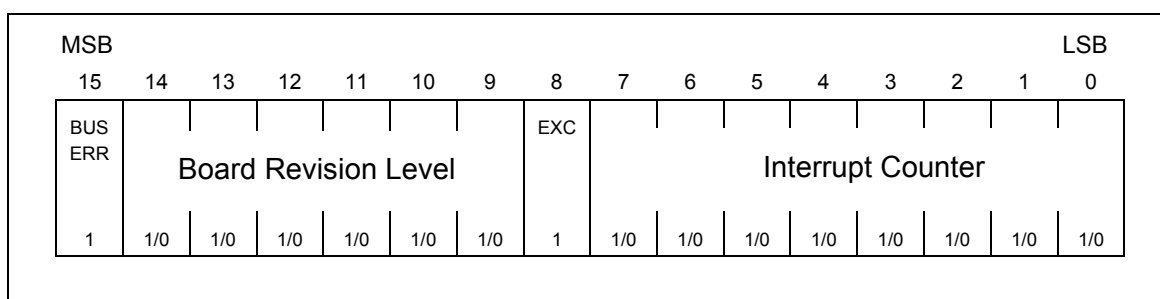 MSB LSB
15 14 13 12 11 10 9 8 7 6 5 4 3 2 1 0
BUS EXC
ERR
Board Revision Level Interrupt Counter
1 1/0 1/0 1/0 1/0 1/0 1/0 1 1/0 1/0 1/0 1/0 1/0 1/0 1/0 1/0